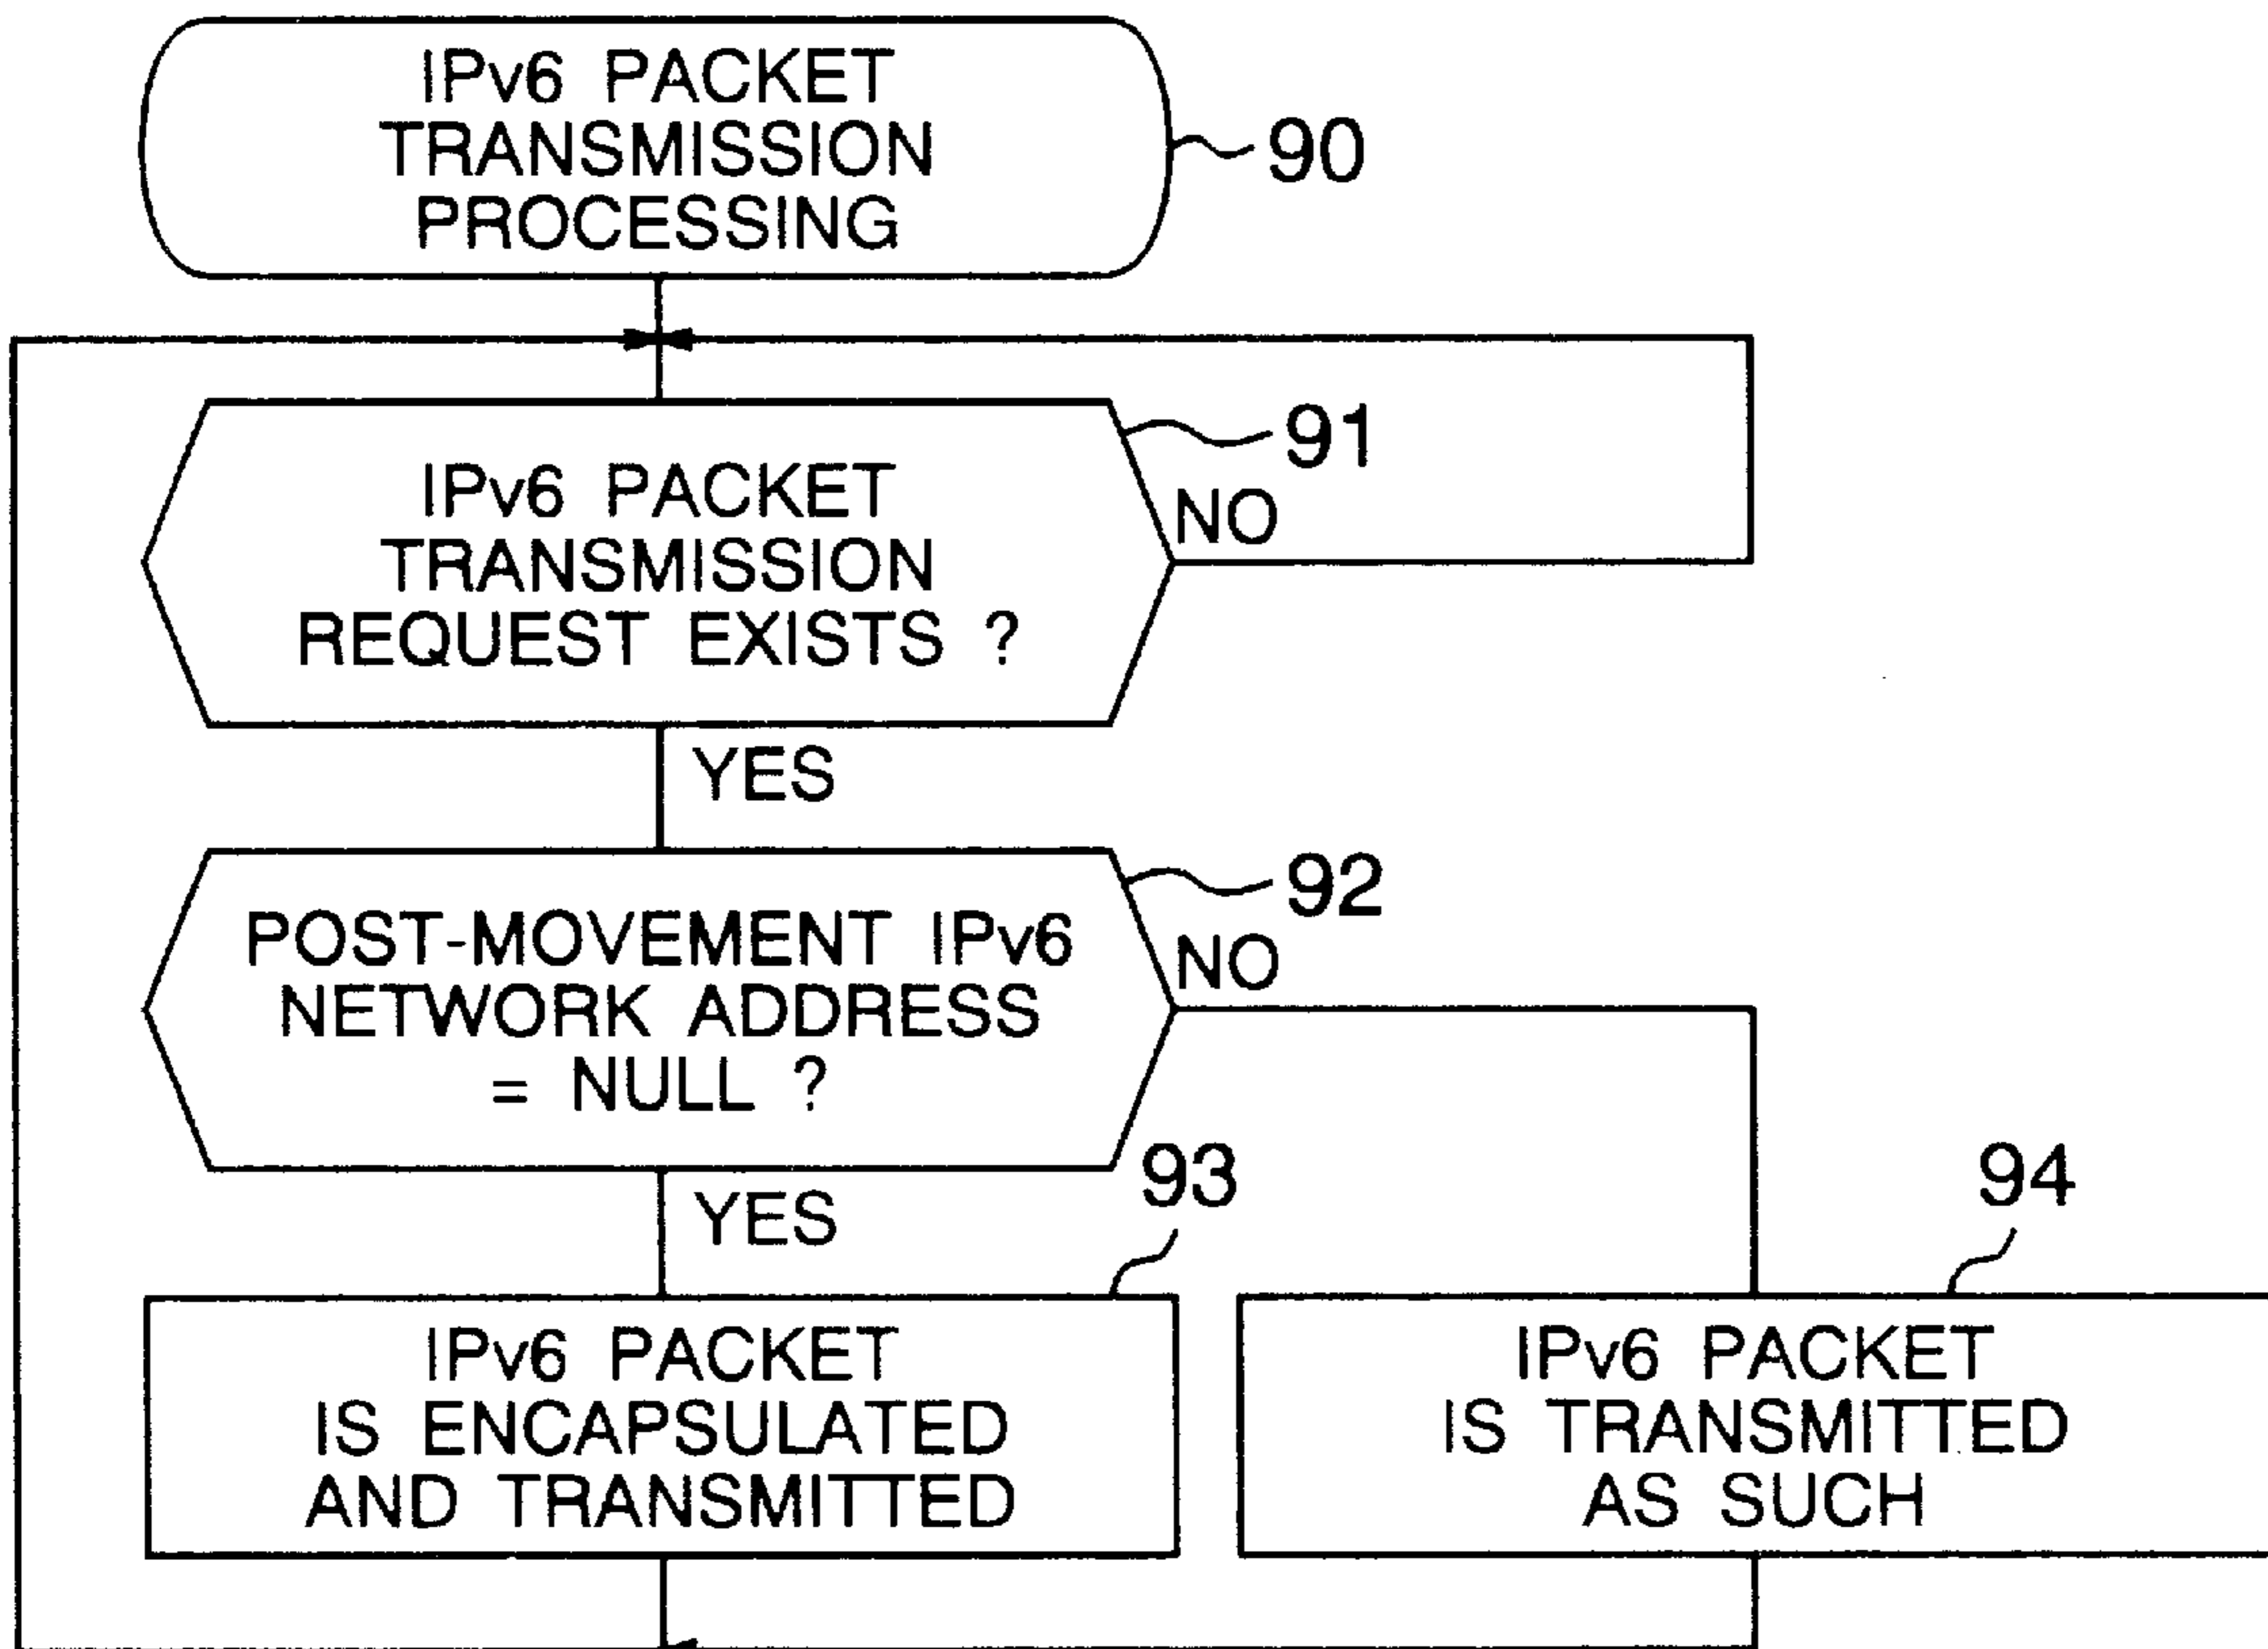 IPv6 PACKET
TRANSMISSION
PROCESSING
90
91
IPv6 PACKET
TRANSMISSION
REQUEST EXISTS ?
NO
YES
92
POST-MOVEMENT IPv6
NETWORK ADDRESS
= NULL ?
NO
YES
93
94
IPv6 PACKET
IS ENCAPSULATED
AND TRANSMITTED
IPv6 PACKET
IS TRANSMITTED
AS SUCH